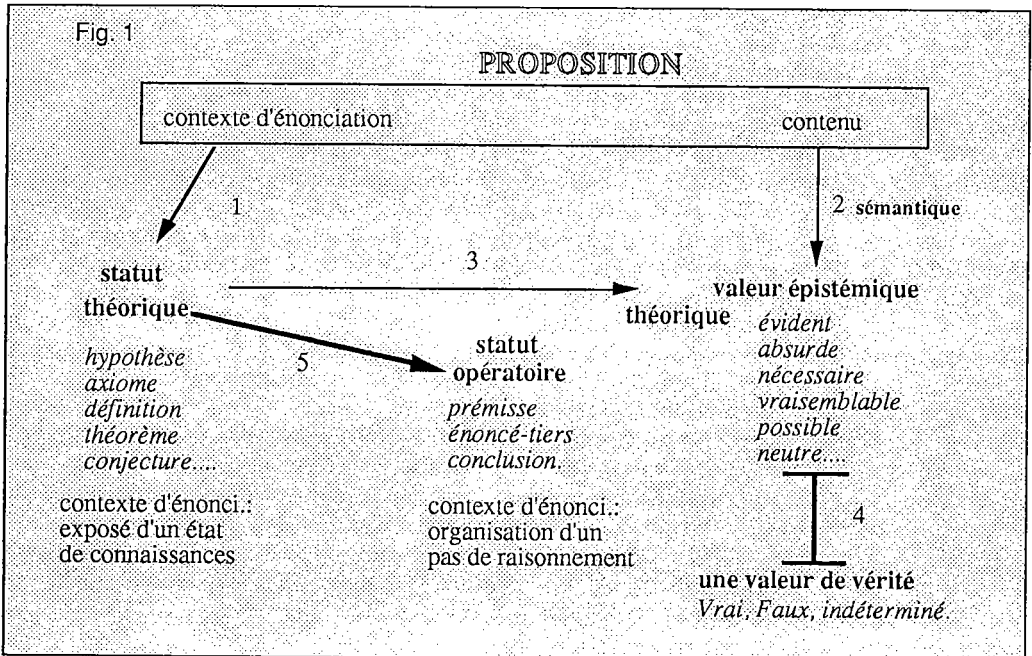 Fig. 1
PROPOSITION
contexte d'énonciation contenu
1
2 sémantique
3
statut
théorique
valeur épistémique
théorique
hypothèse
axiome
définition
théorème
conjecture....
contexte d'énonci.:
exposé d'un état
de connaissances
5
statut
opératoire
prémisse
énoncé-tiers
conclusion.
contexte d'énonci.:
organisation d'un
pas de raisonnement
évident
absurde
nécessaire
vraisemblable
possible
neutre....
4
une valeur de vérité
Vrai, Faux, indéterminé.